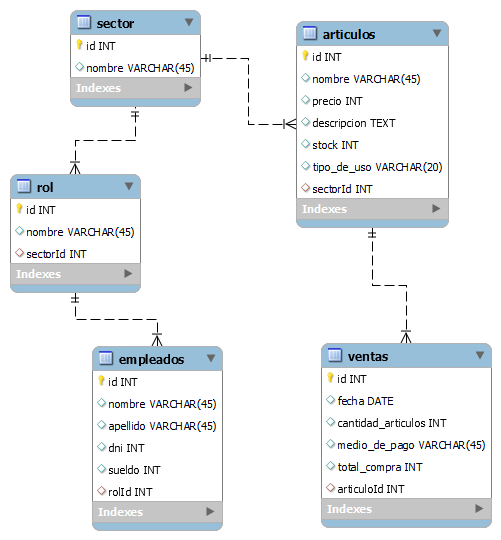 sector
id INT
nombre VARCHAR(45)
Indexes
articulos
id INT
nombre VARCHAR(45)
precio INT
descripcion TEXT
stock INT
tipo_de_uso VARCHAR(20)
sectorId INT
Indexes
rol
id INT
nombre VARCHAR(45)
sectorId INT
Indexes
empleados
id INT
nombre VARCHAR(45)
apellido VARCHAR(45)
dni INT
sueldo INT
rolId INT
Indexes
ventas
id INT
fecha DATE
cantidad_articulos INT
medio_de_pago VARCHAR(45)
total_compra INT
articuloId INT
Indexes